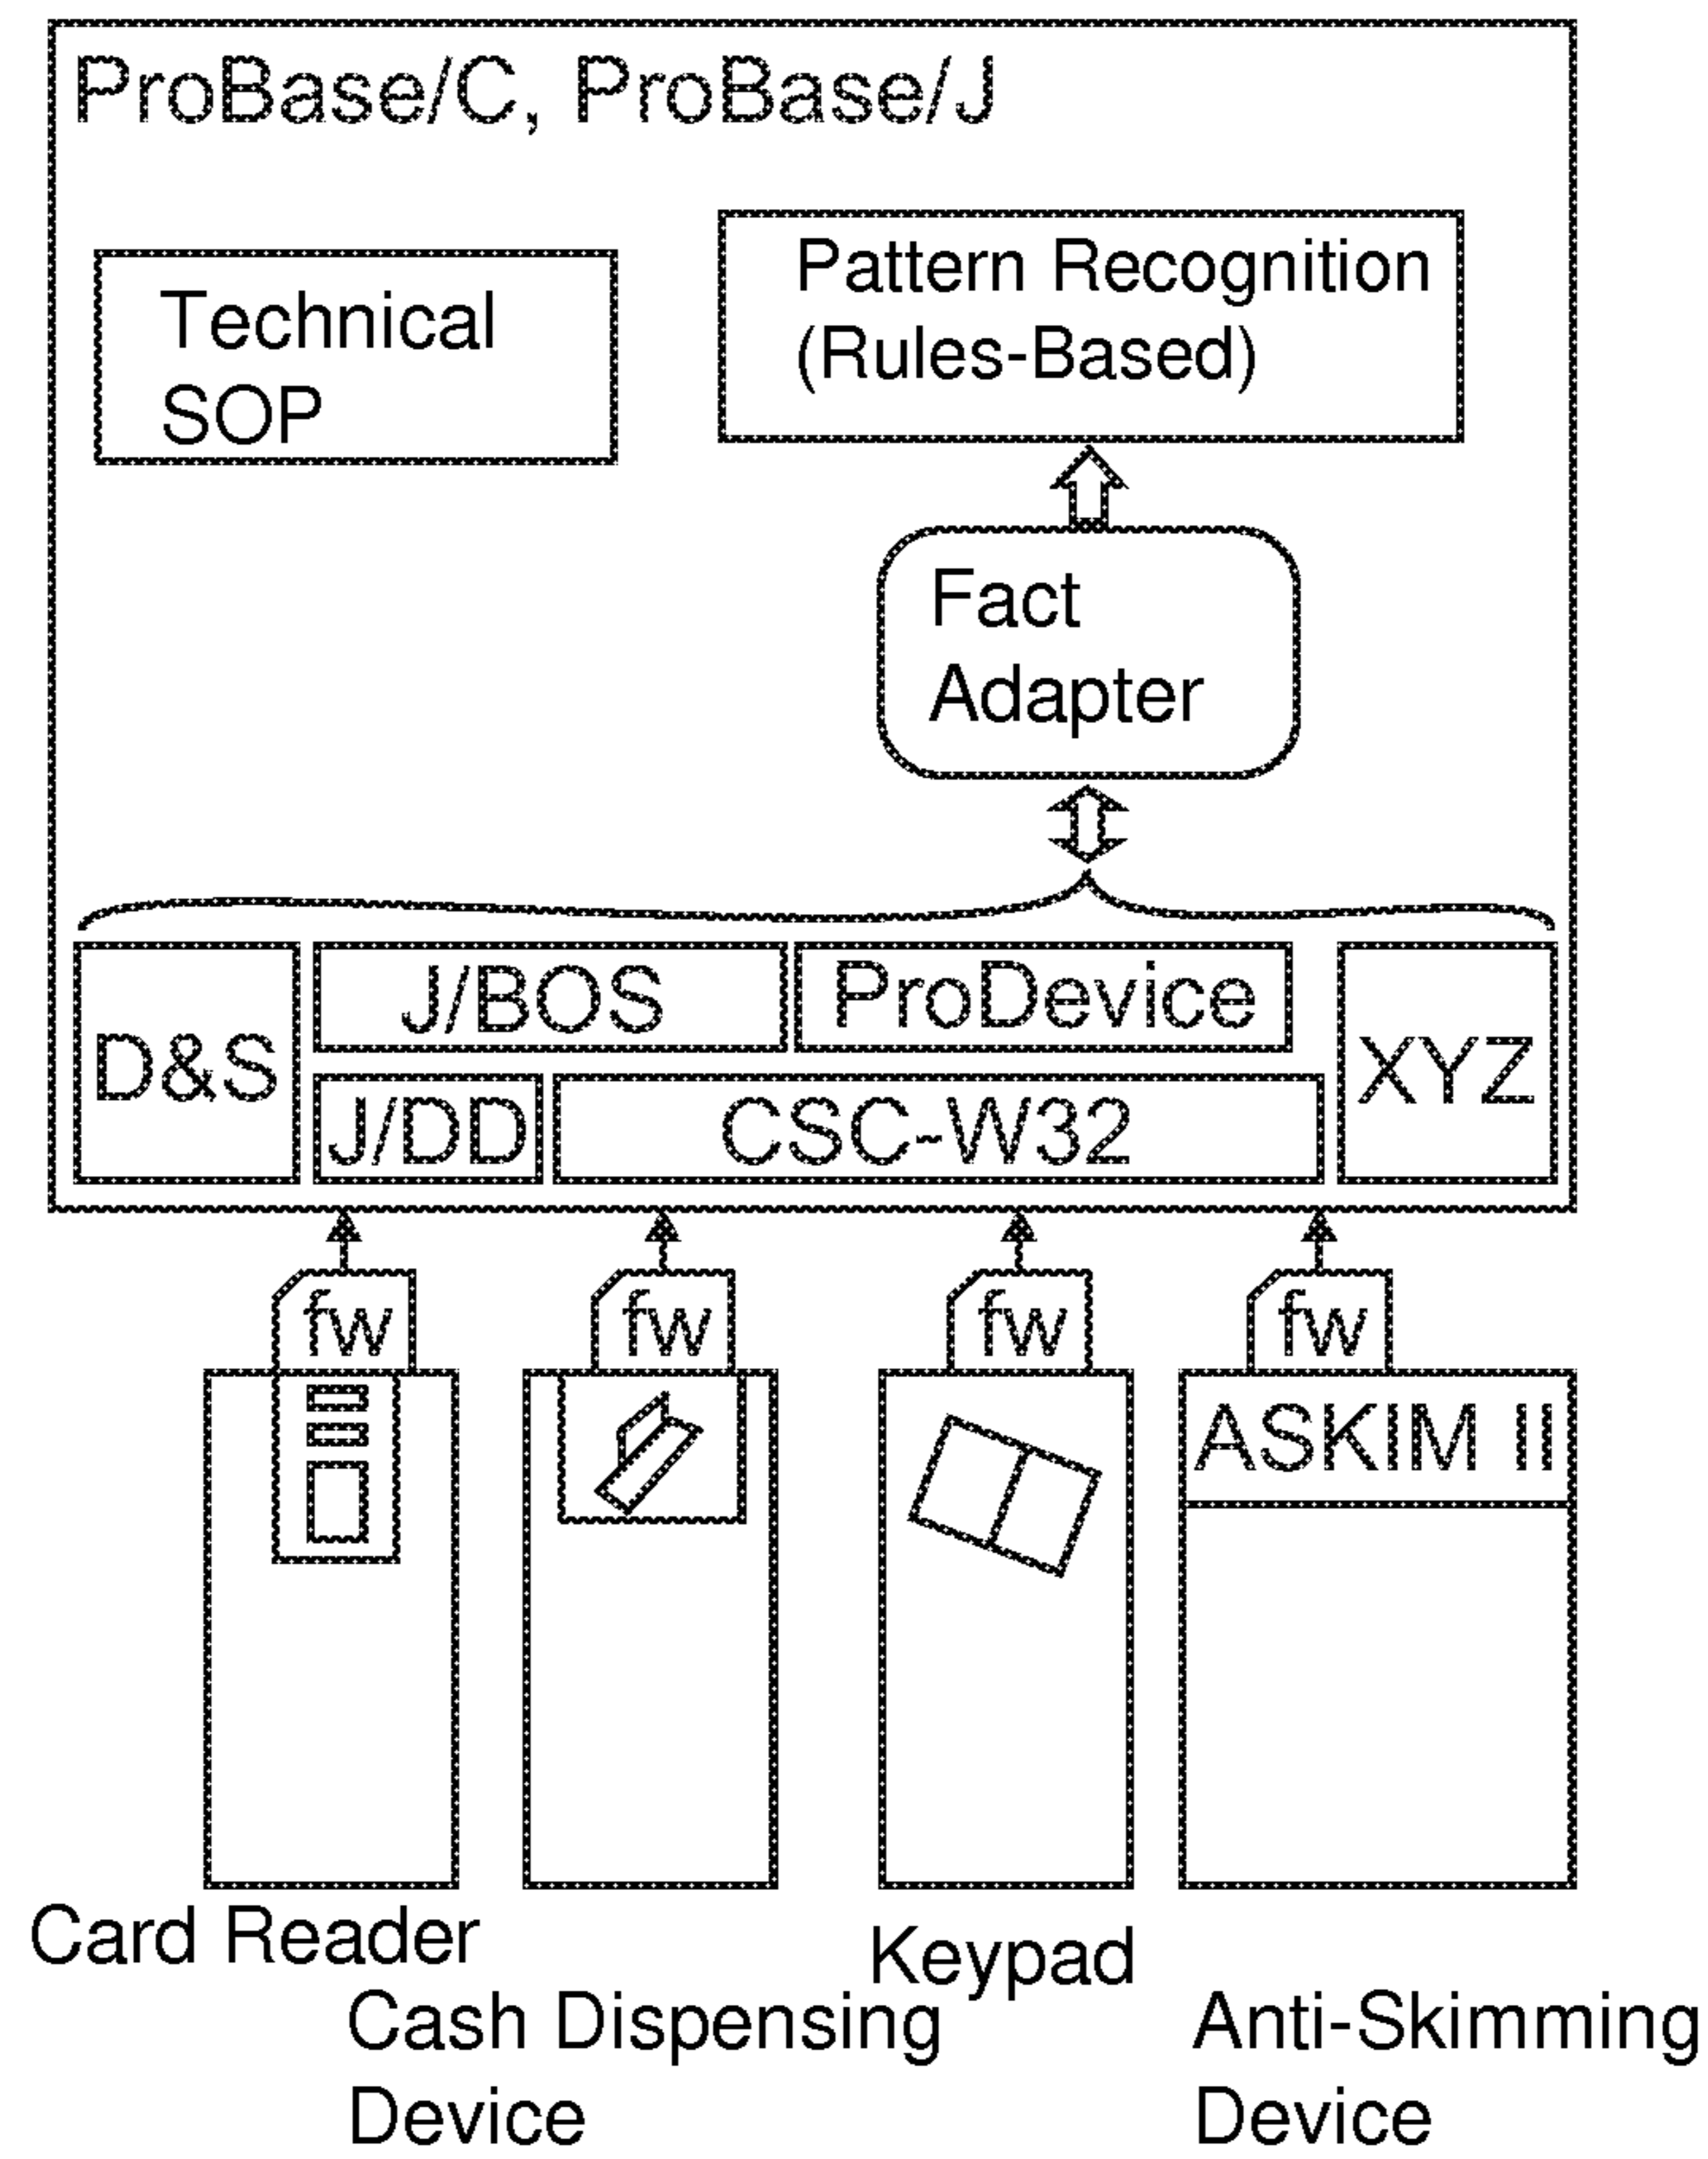 ProBase/C, ProBase/J
Technical
SOP
Pattern Recognition
(Rules-Based)
Fact
Adapter
D&S
J/BOS
ProDevice
XYZ
J/DD
CSC-W32
fw
fw
fw
fw
ASKIM II
Card Reader
Cash Dispensing
Device
Keypad
Anti-Skimming
Device